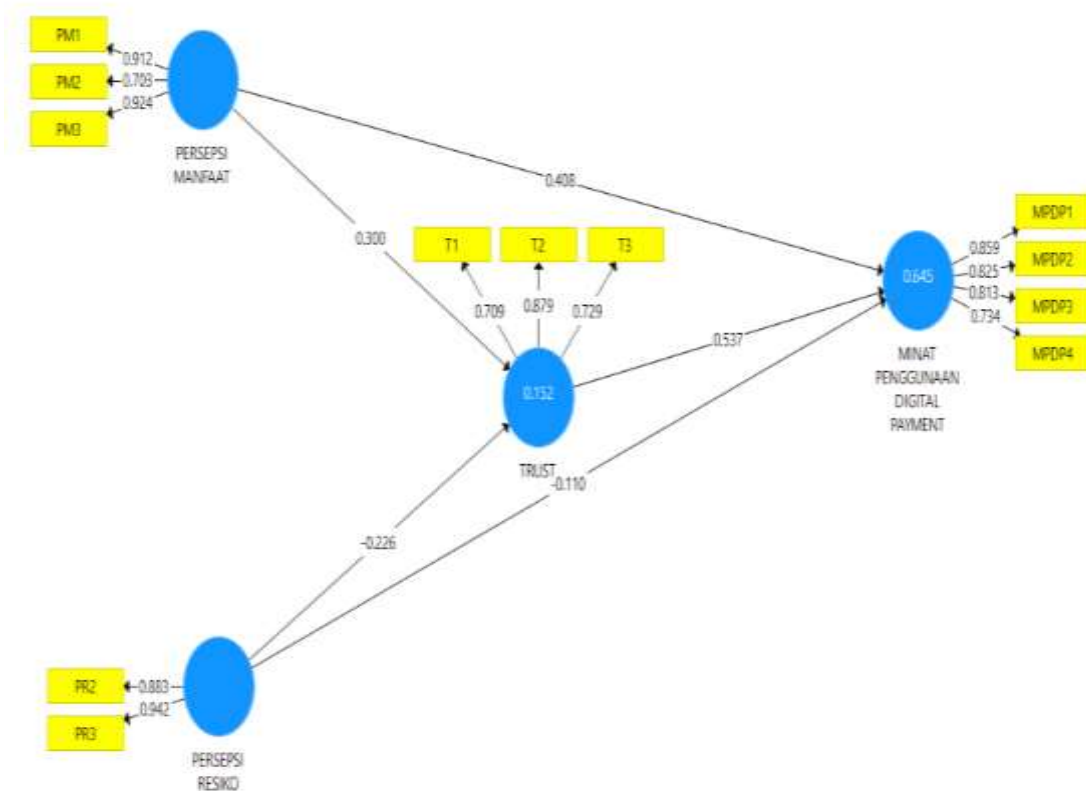 PM1
0.912
PM2
0.703
PM3
0.924
PERSEPSI
MANFAAT
0.408
0.300
T1
T2
T3
0.709
0.879
0.729
0.152
TRUST
0.537
MPDP1
0.859
MPDP2
0.825
0.645
0.813
MPDP3
0.734
MPDP4
MINAT
PENGGUNAAN
DIGITAL
PAYMENT
-0.110
-0.226
PR2
0.883
0.942
PR3
PERSEPSI
RESIKO